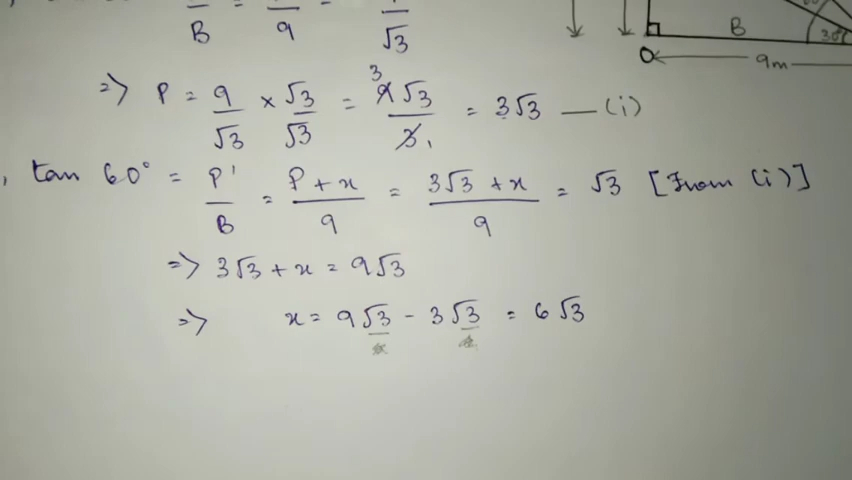 B 9 √3
B
30°
O 9m
=> P = 9/√3 × √3/√3 = 9√3/3 = 3√3 — (i)
, tan 60° = P'/B = P + x/9 = 3√3 + x/9 = √3 [From (i)]
=> 3√3 + x = 9√3
=> x = 9√3 - 3√3 = 6√3